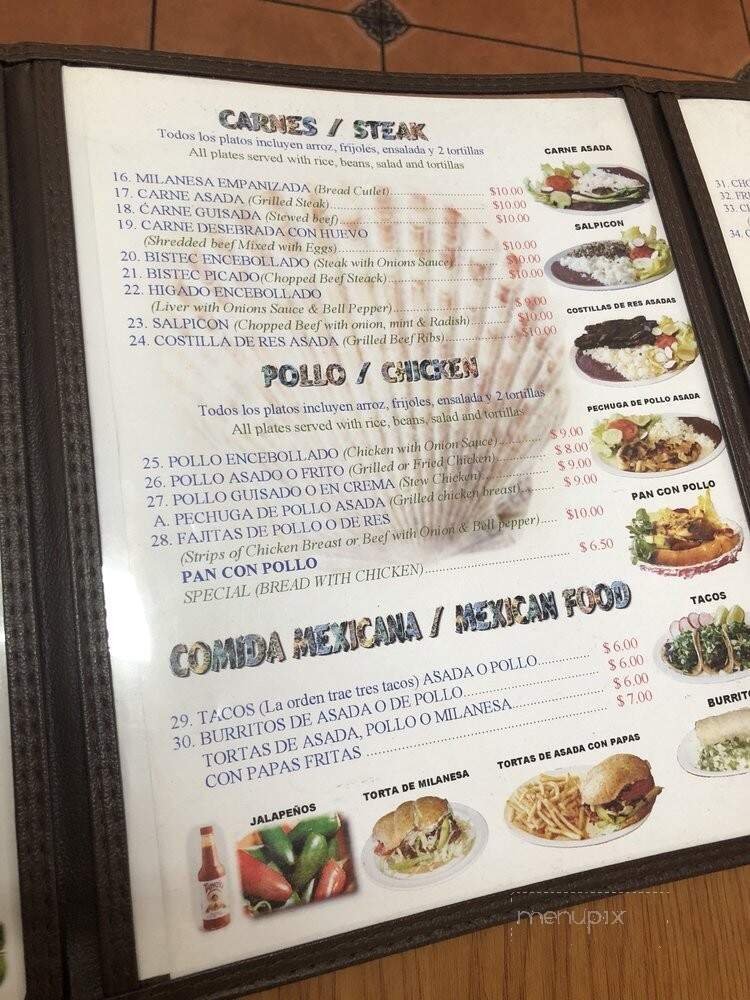 CARNES / STEAK
Todos los platos incluyen arroz, frijoles, ensalada y 2 tortillas
All plates served with rice, beans, salad and tortillas
16. MILANESA EMPANIZADA (Bread Cutlet) $10.00
17. CARNE ASADA (Grilled Steak) $10.00
18. CARNE GUISADA (Stewed beef) $10.00
19. CARNE DESEBRADA CON HUEVO
(Shredded beef Mixed with Eggs) $10.00
20. BISTEC ENCEBOLLADO (Steak with Onions Sauce) $10.00
21. BISTEC PICADO(Chopped Beef Steack) $10.00
22. HIGADO ENCEBOLLADO
(Liver with Onions Sauce & Bell Pepper) $ 9.00
23. SALPICON (Chopped Beef with onion, mint & Radish) $10.00
24. COSTILLA DE RES ASADA (Grilled Beef Ribs) $10.00
CARNE ASADA
SALPICON
COSTILLAS DE RES ASADAS
POLLO / CHICKEN
Todos los platos incluyen arroz, frijoles, ensalada y 2 tortillas
All plates served with rice, beans, salad and tortillas
25. POLLO ENCEBOLLADO (Chicken with Onion Sauce) $ 9.00
26. POLLO ASADO O FRITO (Grilled or Fried Chicken) $ 8.00
27. POLLO GUISADO O EN CREMA (Stew Chicken) $ 9.00
A. PECHUGA DE POLLO ASADA (Grilled chicken breast) $ 9.00
28. FAJITAS DE POLLO O DE RES
(Strips of Chicken Breast or Beef with Onion & Bell pepper) $10.00
PAN CON POLLO
SPECIAL (BREAD WITH CHICKEN) $ 6.50
PECHUGA DE POLLO ASADA
PAN CON POLLO
COMIDA MEXICANA / MEXICAN FOOD
29. TACOS (La orden trae tres tacos) ASADA O POLLO $ 6.00
30. BURRITOS DE ASADA O DE POLLO $ 6.00
TORTAS DE ASADA, POLLO O MILANESA $ 6.00
CON PAPAS FRITAS $ 7.00
TACOS
BURRITO
JALAPEÑOS
TORTA DE MILANESA
TORTAS DE ASADA CON PAPAS
31. CHO
32. FR
33. C
34.
menupix